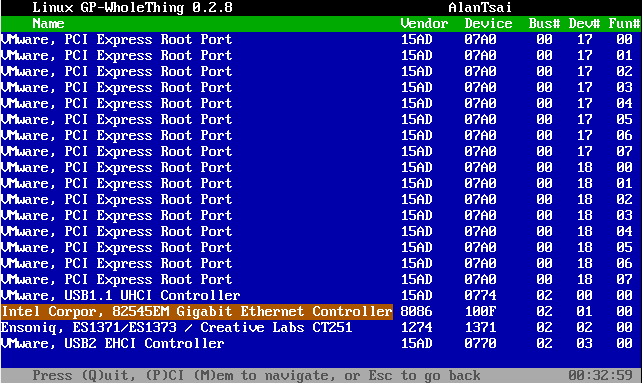 Linux GP-WholeThing 0.2.8 AlanTsai
Name Vendor Device Bus# Dev# Fun#
VMware, PCI Express Root Port 15AD 07A0 00 17 00
VMware, PCI Express Root Port 15AD 07A0 00 17 01
VMware, PCI Express Root Port 15AD 07A0 00 17 02
VMware, PCI Express Root Port 15AD 07A0 00 17 03
VMware, PCI Express Root Port 15AD 07A0 00 17 04
VMware, PCI Express Root Port 15AD 07A0 00 17 05
VMware, PCI Express Root Port 15AD 07A0 00 17 06
VMware, PCI Express Root Port 15AD 07A0 00 17 07
VMware, PCI Express Root Port 15AD 07A0 00 18 00
VMware, PCI Express Root Port 15AD 07A0 00 18 01
VMware, PCI Express Root Port 15AD 07A0 00 18 02
VMware, PCI Express Root Port 15AD 07A0 00 18 03
VMware, PCI Express Root Port 15AD 07A0 00 18 04
VMware, PCI Express Root Port 15AD 07A0 00 18 05
VMware, PCI Express Root Port 15AD 07A0 00 18 06
VMware, PCI Express Root Port 15AD 07A0 00 18 07
VMware, USB1.1 UHCI Controller 15AD 0774 02 00 00
Intel Corpor, 82545EM Gigabit Ethernet Controller 8086 100F 02 01 00
Ensoniq, ES1371/ES1373 / Creative Labs CT251 1274 1371 02 02 00
VMware, USB2 EHCI Controller 15AD 0770 02 03 00
Press (Q)uit, (P)CI (M)em to navigate, or Esc to go back 00:32:59